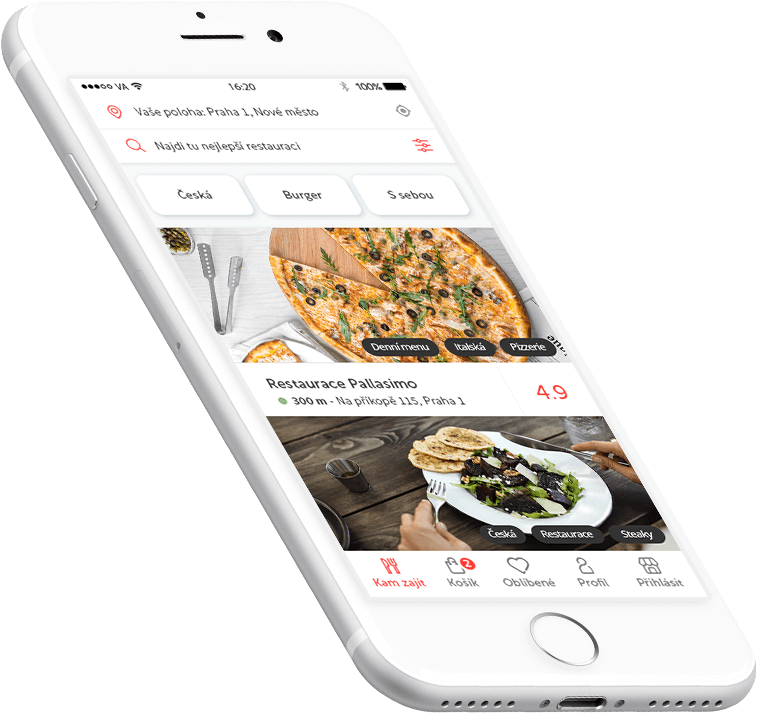 VA 16:20 100%
Vaše poloha: Praha 1, Nové město
Najdi tu nejlepší restauraci
Česká Burger S sebou
Denní menu Italská Pizzerie
Restaurace Pallasimo
300 m - Na příkopě 115, Praha 1
4.9
Česká Restaurace Steaky
2
Kam zajít Košík Oblíbené Profil Přihlásit